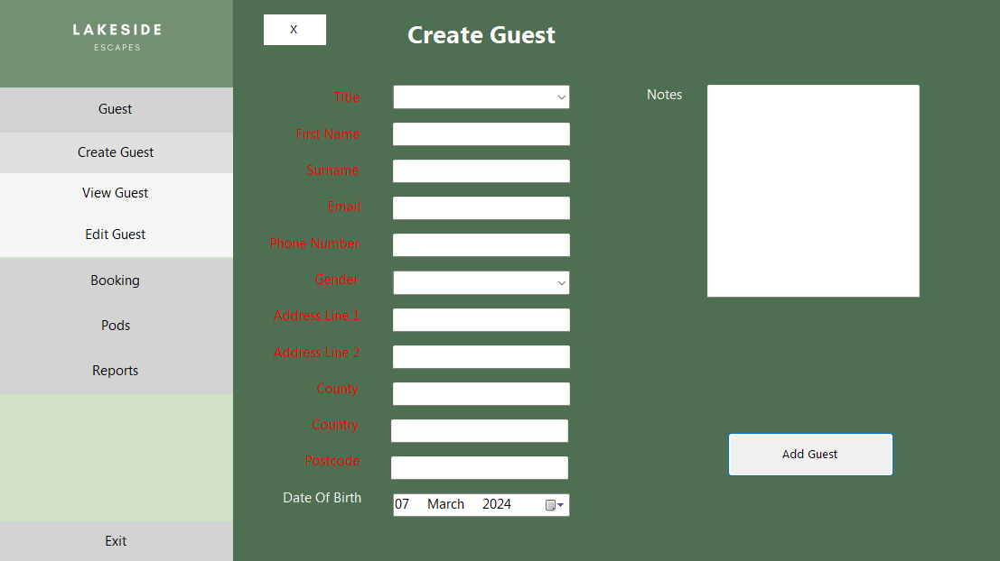 LAKESIDE
ESCAPES
Guest
Create Guest
View Guest
Edit Guest
Booking
Pods
Reports
Exit
X
Create Guest
Title
First Name
Surname
Email
Phone Number
Gender
Address Line 1
Address Line 2
County
Country
Postcode
Date Of Birth
07 March 2024
Notes
Add Guest